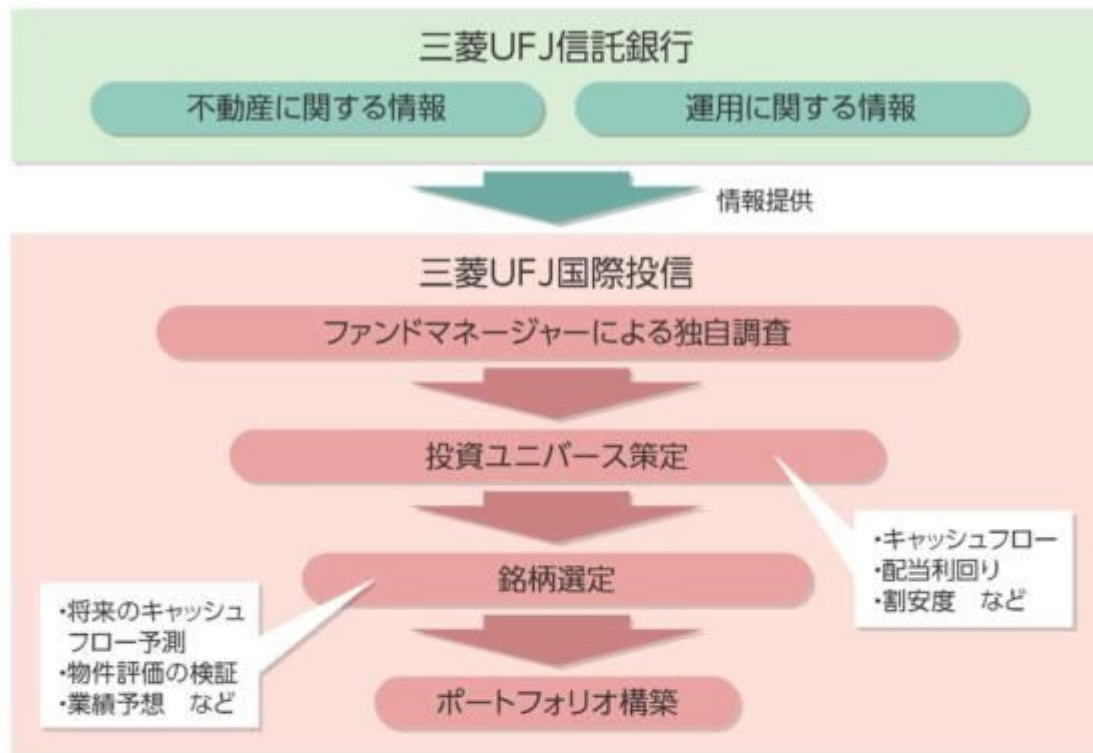 三菱UFJ信託銀行
不動産に関する情報
運用に関する情報
情報提供
三菱UFJ国際投信
ファンドマネージャーによる独自調査
投資ユニバース策定
・キャッシュフロー
・配当利回り
・割安度　など
銘柄選定
・将来のキャッシュ
フロー予測
・物件評価の検証
・業績予想　など
ポートフォリオ構築